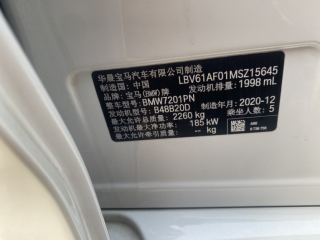 华晨宝马汽车有限公司制造 LBV61AF01MSZ15645
制造国: 中国
品牌: 宝马(BMW)牌 发动机排量: 1998 mL
整车型号: BMW7201PN
发动机型号: B48B20D 制造年月: 2020-12
最大允许总质量: 2260 kg 乘坐人数: 5
发动机最大净功率: 185 kW
最大允许牵引质量: -- kg